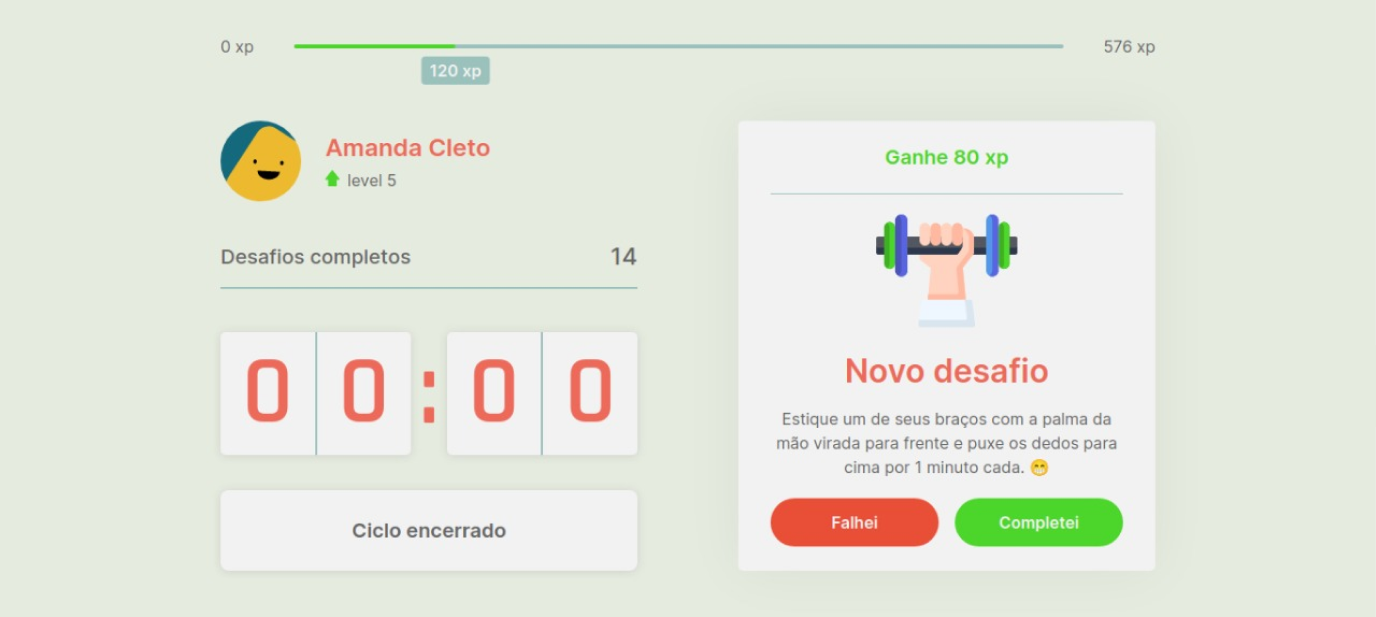 0 xp
576 xp
120 xp
Amanda Cleto
level 5
Desafios completos
14
00:00
Ciclo encerrado
Ganhe 80 xp
Novo desafio
Estique um de seus braços com a palma da
mão virada para frente e puxe os dedos para
cima por 1 minuto cada. 😁
Falhei
Completei